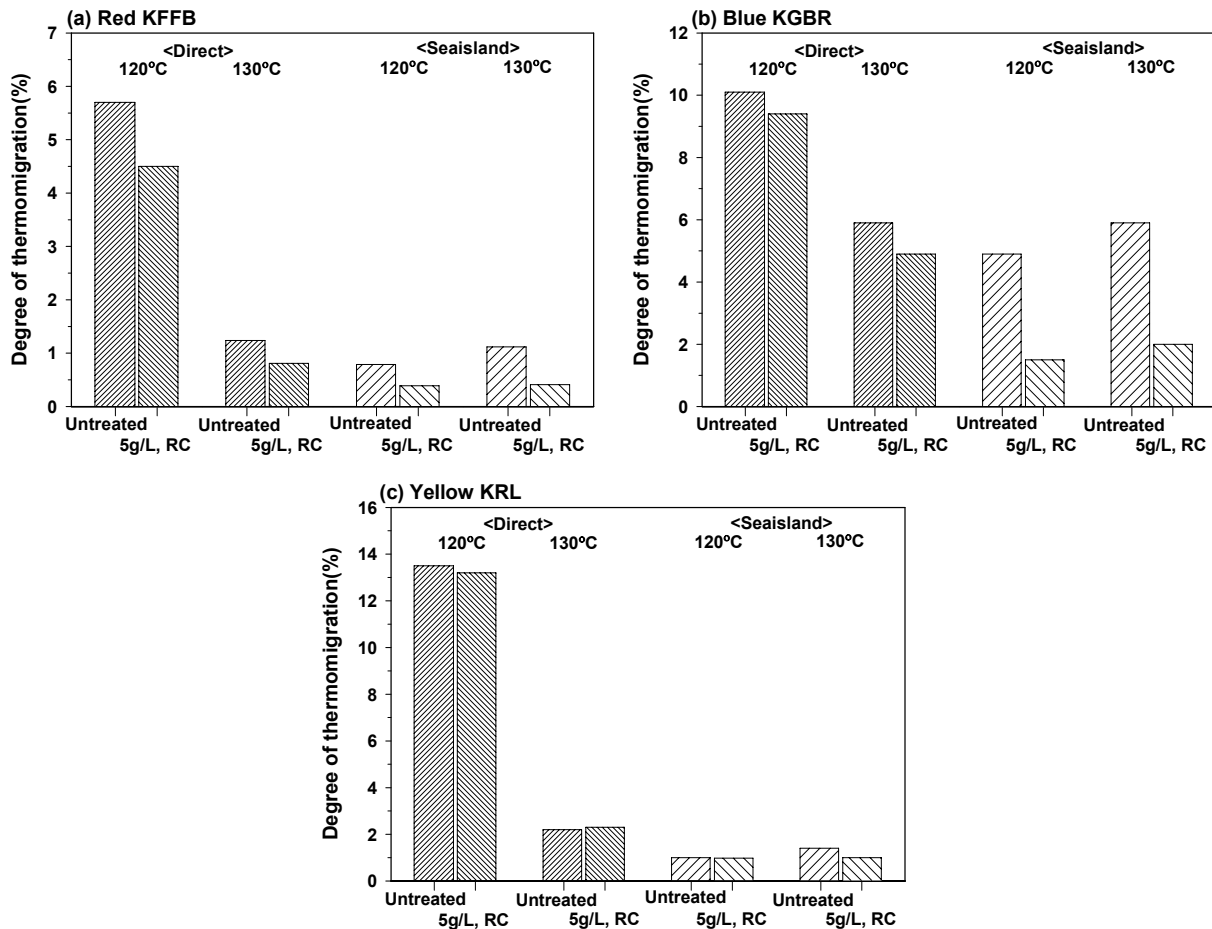 (a) Red KFFB
Degree of thermomigration(%)
7
6
5
4
3
2
1
0
<Direct>
<Seaisland>
120ºC
130ºC
120ºC
130ºC
Untreated
Untreated
Untreated
Untreated
5g/L, RC
5g/L, RC
5g/L, RC
5g/L, RC
(b) Blue KGBR
Degree of thermomigration(%)
12
10
8
6
4
2
0
<Direct>
<Seaisland>
120ºC
130ºC
120ºC
130ºC
Untreated
Untreated
Untreated
Untreated
5g/L, RC
5g/L, RC
5g/L, RC
5g/L, RC
(c) Yellow KRL
Degree of thermomigration(%)
16
14
12
10
8
6
4
2
0
<Direct>
<Seaisland>
120ºC
130ºC
120ºC
130ºC
Untreated
Untreated
Untreated
Untreated
5g/L, RC
5g/L, RC
5g/L, RC
5g/L, RC